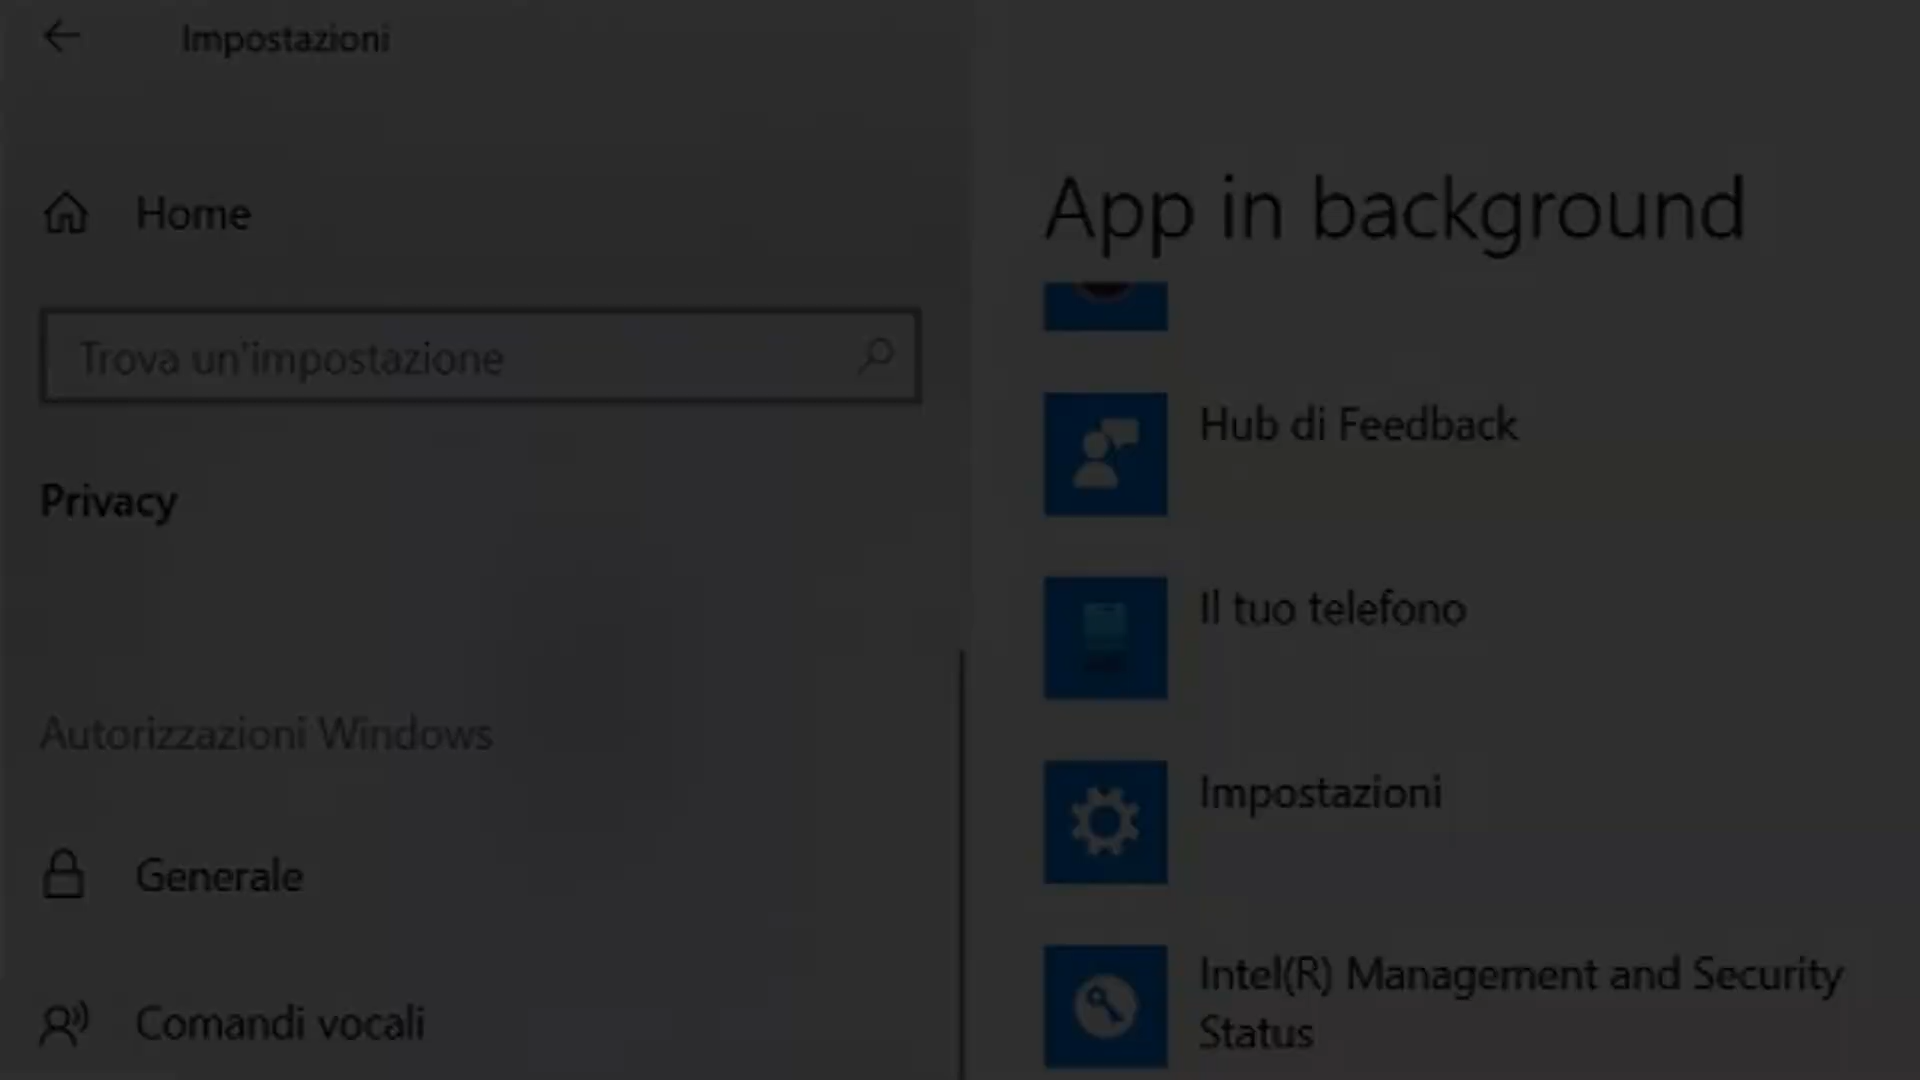 Impostazioni
Home
Trova un'impostazione
Privacy
Autorizzazioni Windows
Generale
Comandi vocali
App in background
Hub di Feedback
Il tuo telefono
Impostazioni
Intel(R) Management and Security
Status